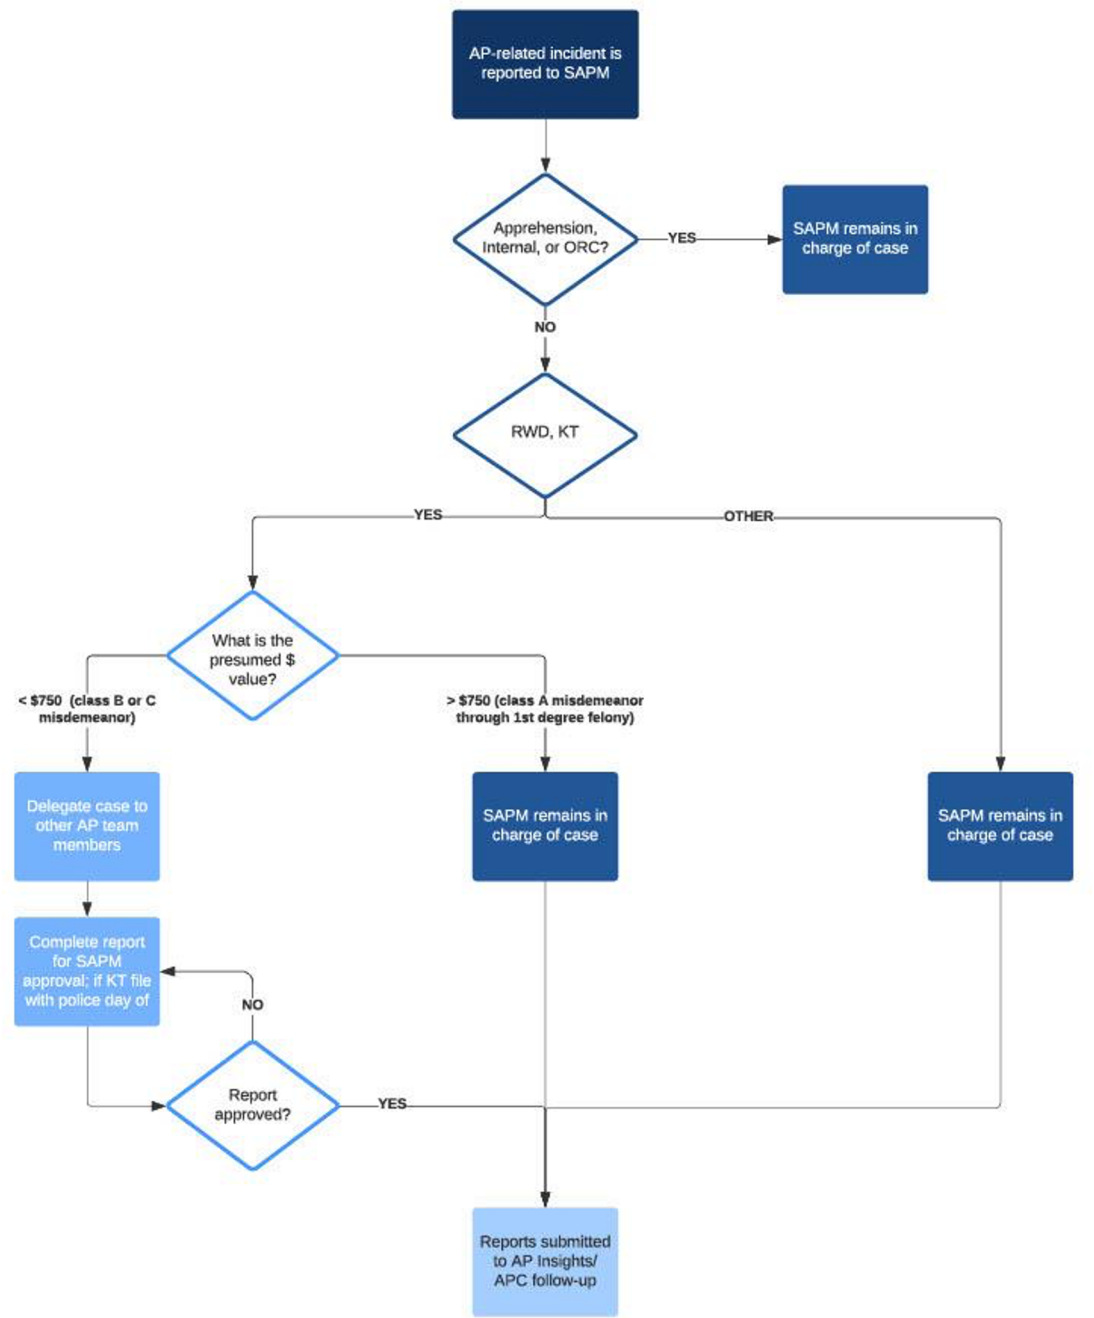 AP-related incident is
reported to SAPM
Apprehension,
Internal, or ORC?
YES
SAPM remains in
charge of case
NO
RWD, KT
YES
OTHER
What is the
presumed $
value?
< $750 (class B or C
misdemeanor)
> $750 (class A misdemeanor
through 1st degree felony)
Delegate case to
other AP team
members
SAPM remains in
charge of case
SAPM remains in
charge of case
Complete report
for SAPM
approval; if KT file
with police day of
NO
Report
approved?
YES
Reports submitted
to AP Insights/
APC follow-up